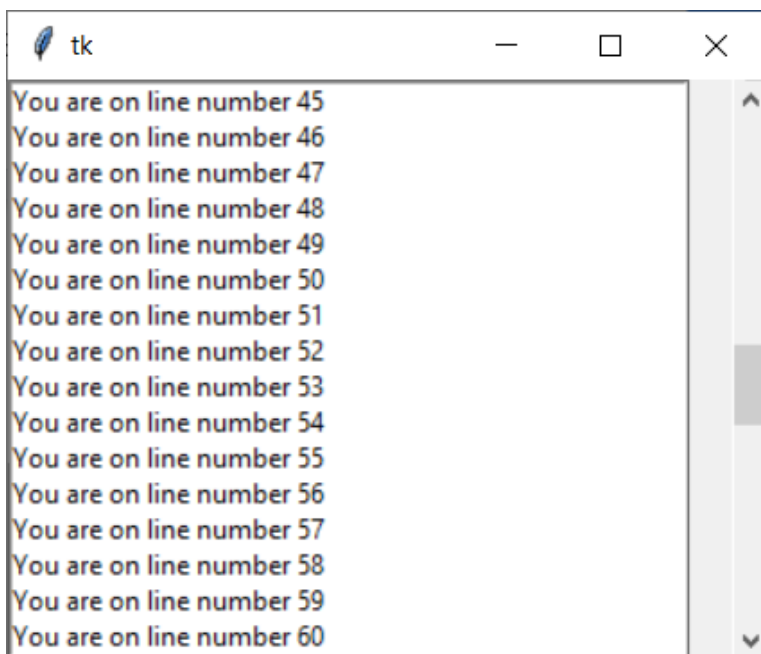 tk
You are on line number 45
You are on line number 46
You are on line number 47
You are on line number 48
You are on line number 49
You are on line number 50
You are on line number 51
You are on line number 52
You are on line number 53
You are on line number 54
You are on line number 55
You are on line number 56
You are on line number 57
You are on line number 58
You are on line number 59
You are on line number 60